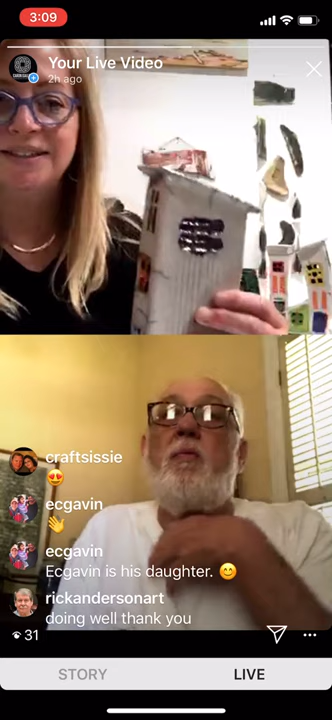 3:09
Your Live Video
2h ago
craftsissie
😍
ecgavin
👋
ecgavin
Ecgavin is his daughter. 😊
rickandersonart
doing well thank you
31
STORY
LIVE